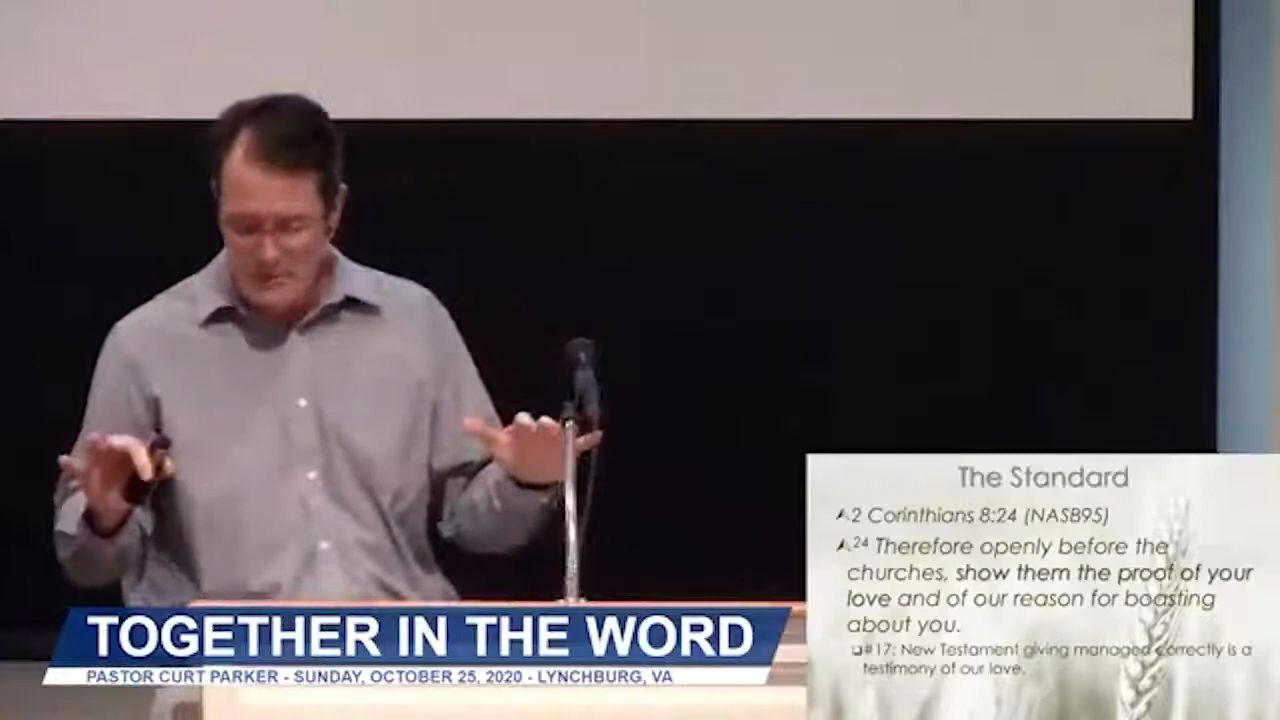 The Standard
2 Corinthians 8:24 (NASB95)
24 Therefore openly before the
churches, show them the proof of your
love and of our reason for boasting
about you.
#17: New Testament giving managed correctly is a
testimony of our love.
TOGETHER IN THE WORD
PASTOR CURT PARKER - SUNDAY, OCTOBER 25, 2020 - LYNCHBURG, VA